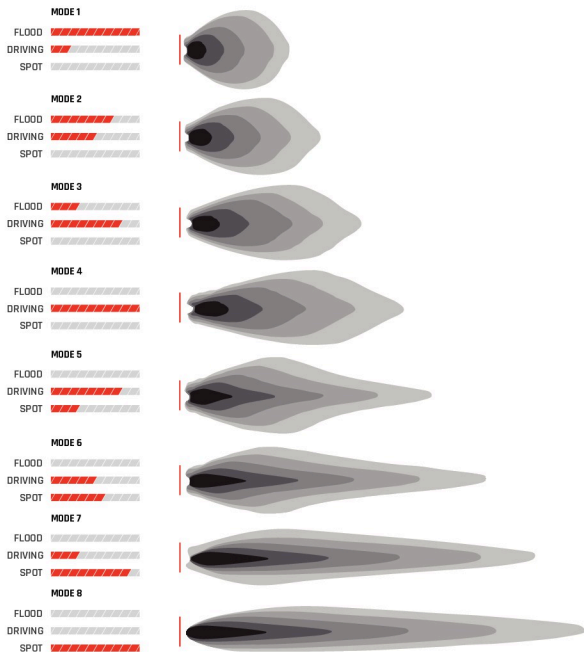 MODE 1
FLOOD
DRIVING
SPOT
MODE 2
FLOOD
DRIVING
SPOT
MODE 3
FLOOD
DRIVING
SPOT
MODE 4
FLOOD
DRIVING
SPOT
MODE 5
FLOOD
DRIVING
SPOT
MODE 6
FLOOD
DRIVING
SPOT
MODE 7
FLOOD
DRIVING
SPOT
MODE 8
FLOOD
DRIVING
SPOT